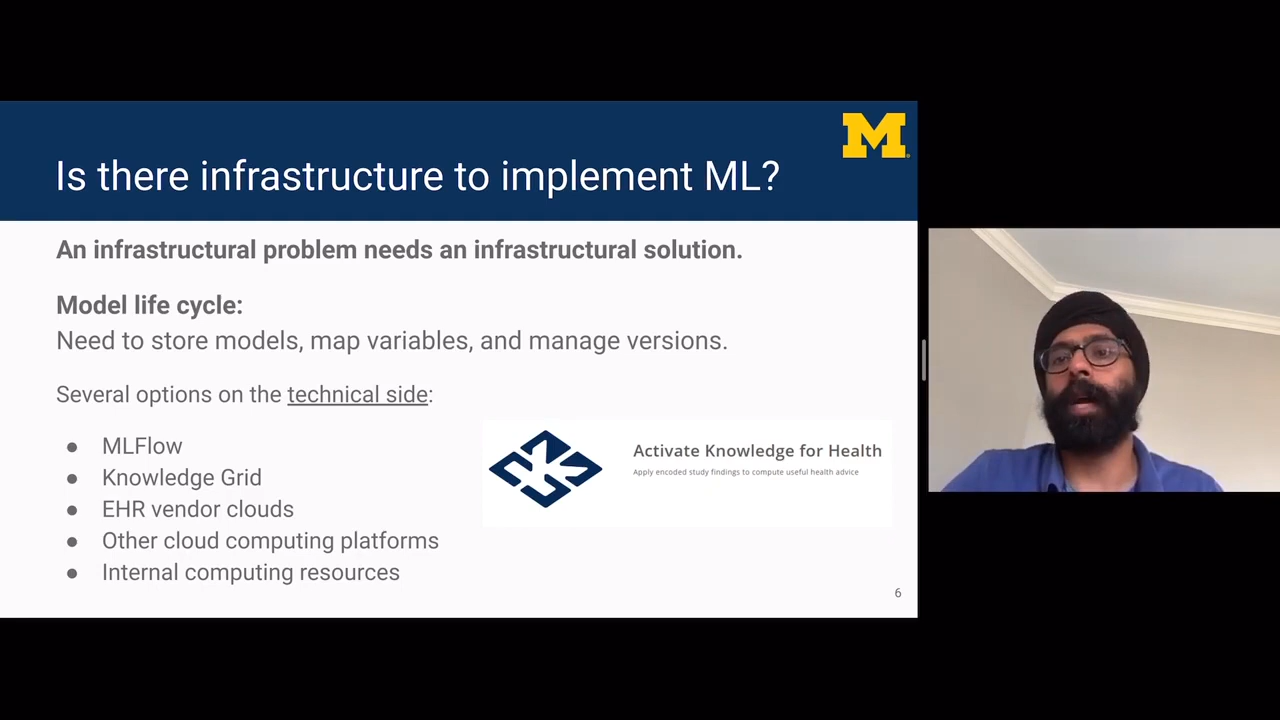 M
Is there infrastructure to implement ML?
An infrastructural problem needs an infrastructural solution.
Model life cycle:
Need to store models, map variables, and manage versions.
Several options on the technical side:
● MLFlow
● Knowledge Grid
● EHR vendor clouds
● Other cloud computing platforms
● Internal computing resources
Activate Knowledge for Health
Apply encoded study findings to compute useful health advice
6